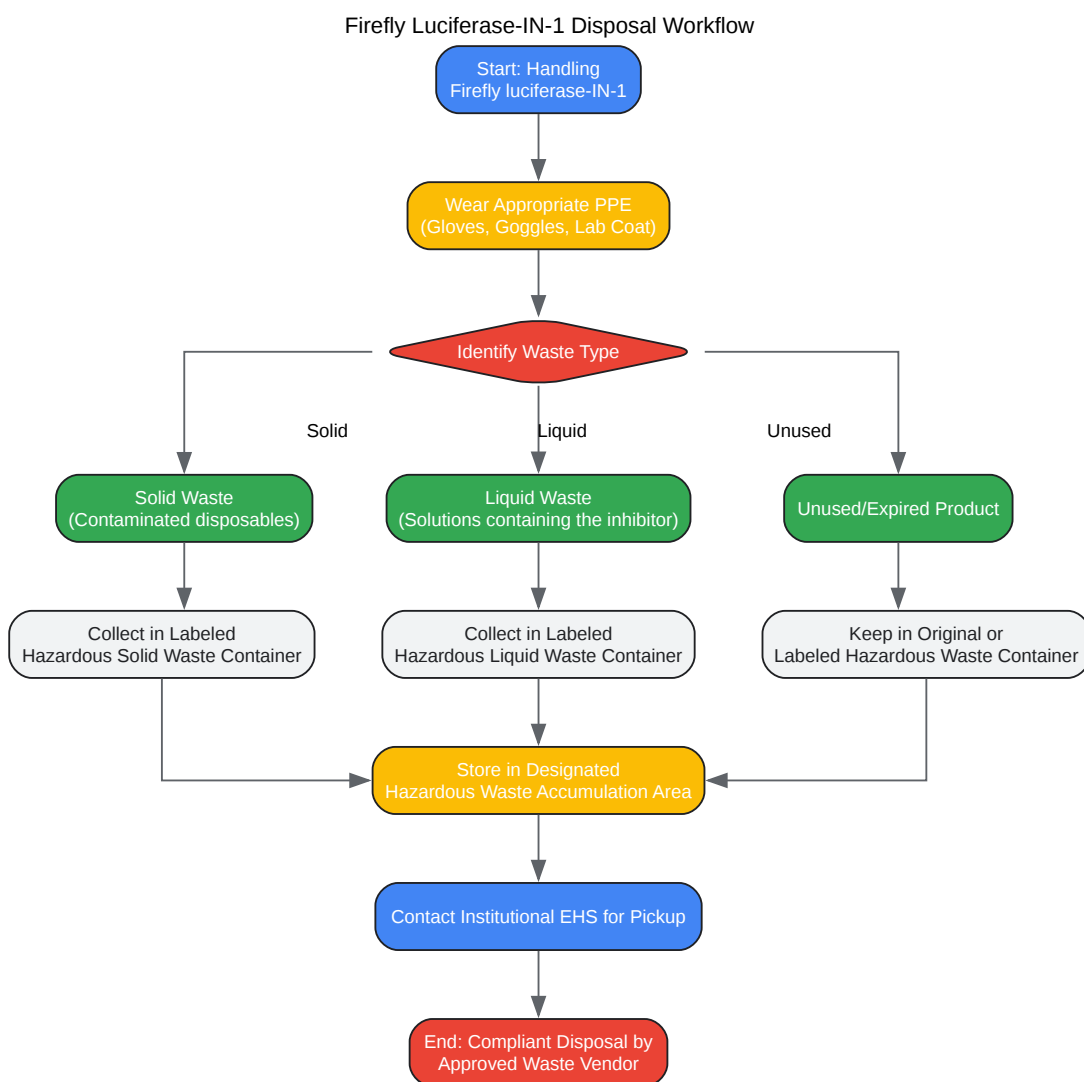 Firefly Luciferase-IN-1 Disposal Workflow
Start: Handling
Firefly luciferase-IN-1
Wear Appropriate PPE
(Gloves, Goggles, Lab Coat)
Identify Waste Type
Solid
Liquid
Unused
Solid Waste
(Contaminated disposables)
Liquid Waste
(Solutions containing the inhibitor)
Unused/Expired Product
Collect in Labeled
Hazardous Solid Waste Container
Collect in Labeled
Hazardous Liquid Waste Container
Keep in Original or
Labeled Hazardous Waste Container
Store in Designated
Hazardous Waste Accumulation Area
Contact Institutional EHS for Pickup
End: Compliant Disposal by
Approved Waste Vendor